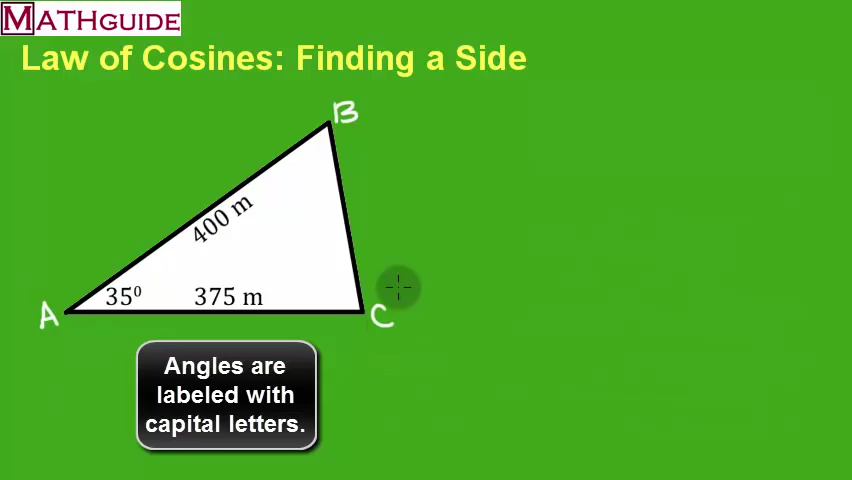 MATHGUIDE
Law of Cosines: Finding a Side
B
400 m
35⁰
375 m
A
C
Angles are
labeled with
capital letters.